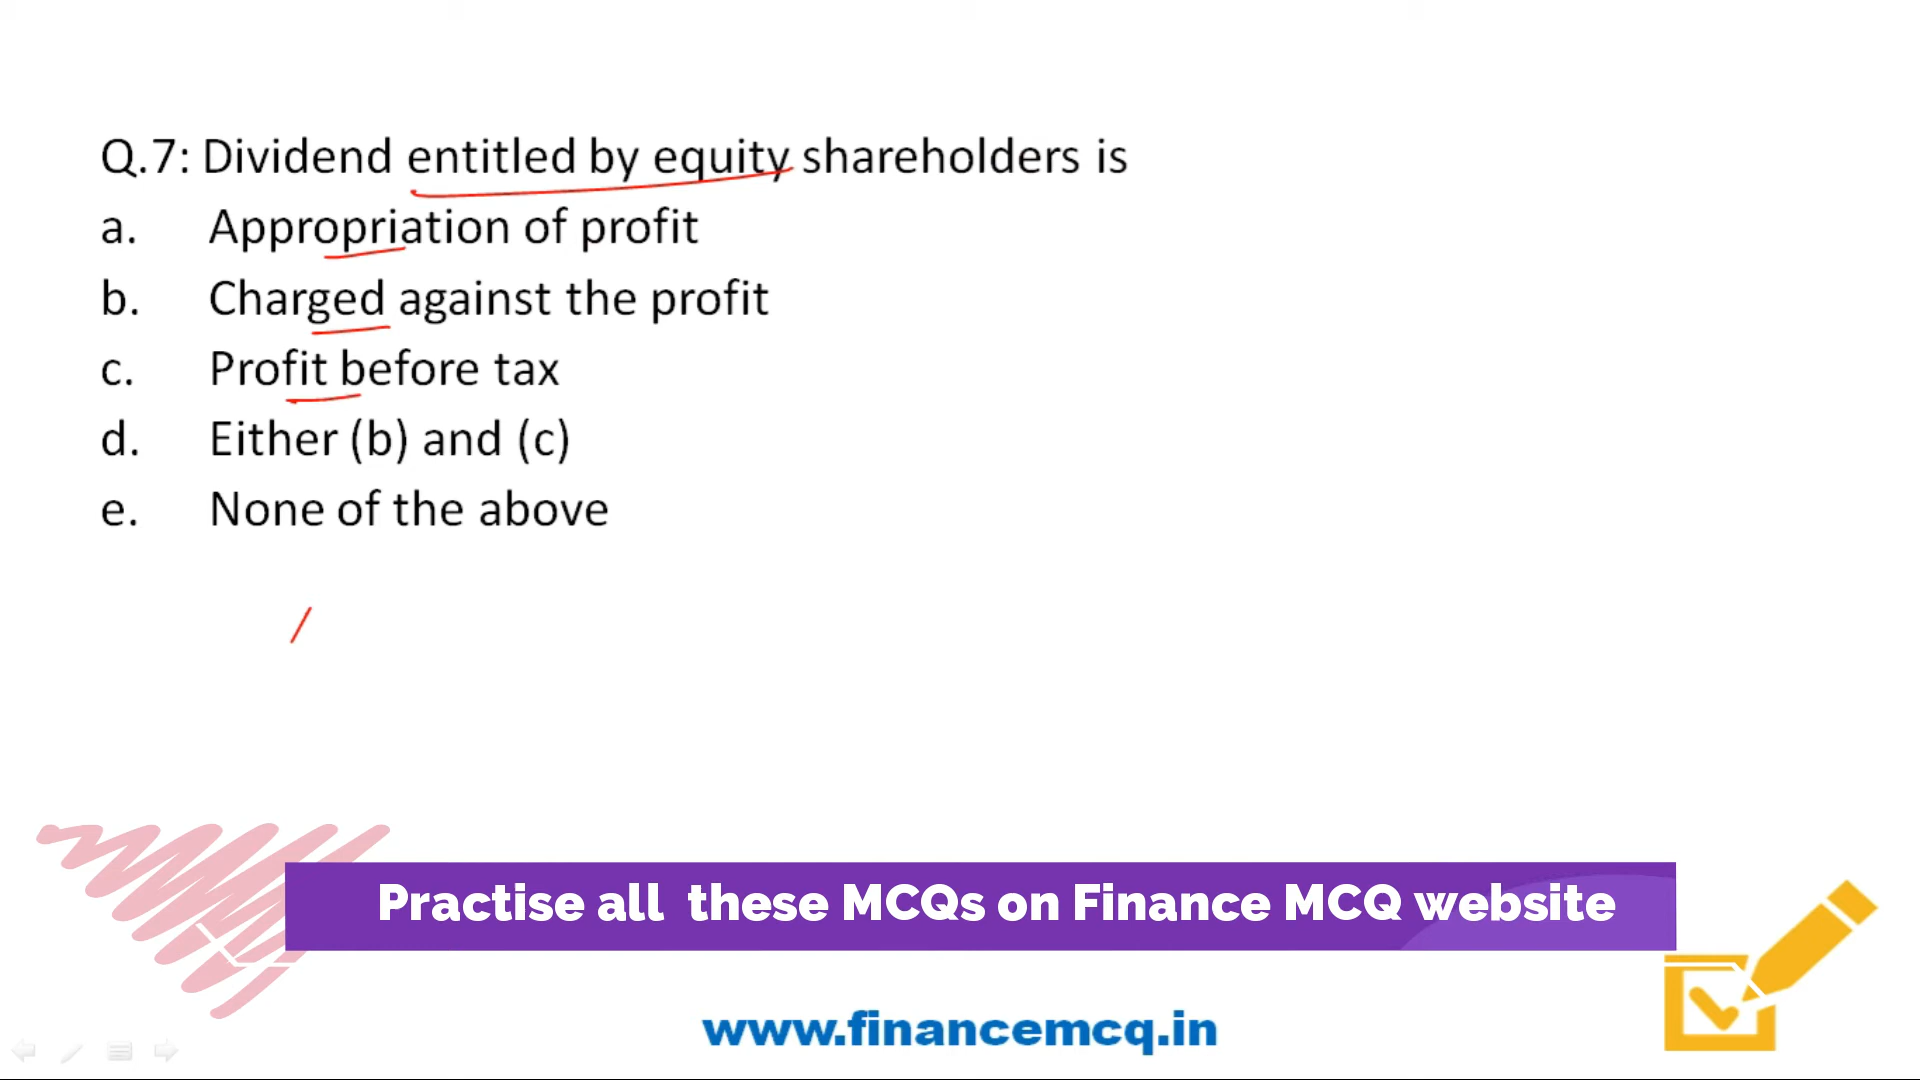 Q.7: Dividend entitled by equity shareholders is
a. Appropriation of profit
b. Charged against the profit
c. Profit before tax
d. Either (b) and (c)
e. None of the above
Practise all these MCQs on Finance MCQ website
www.financemcq.in